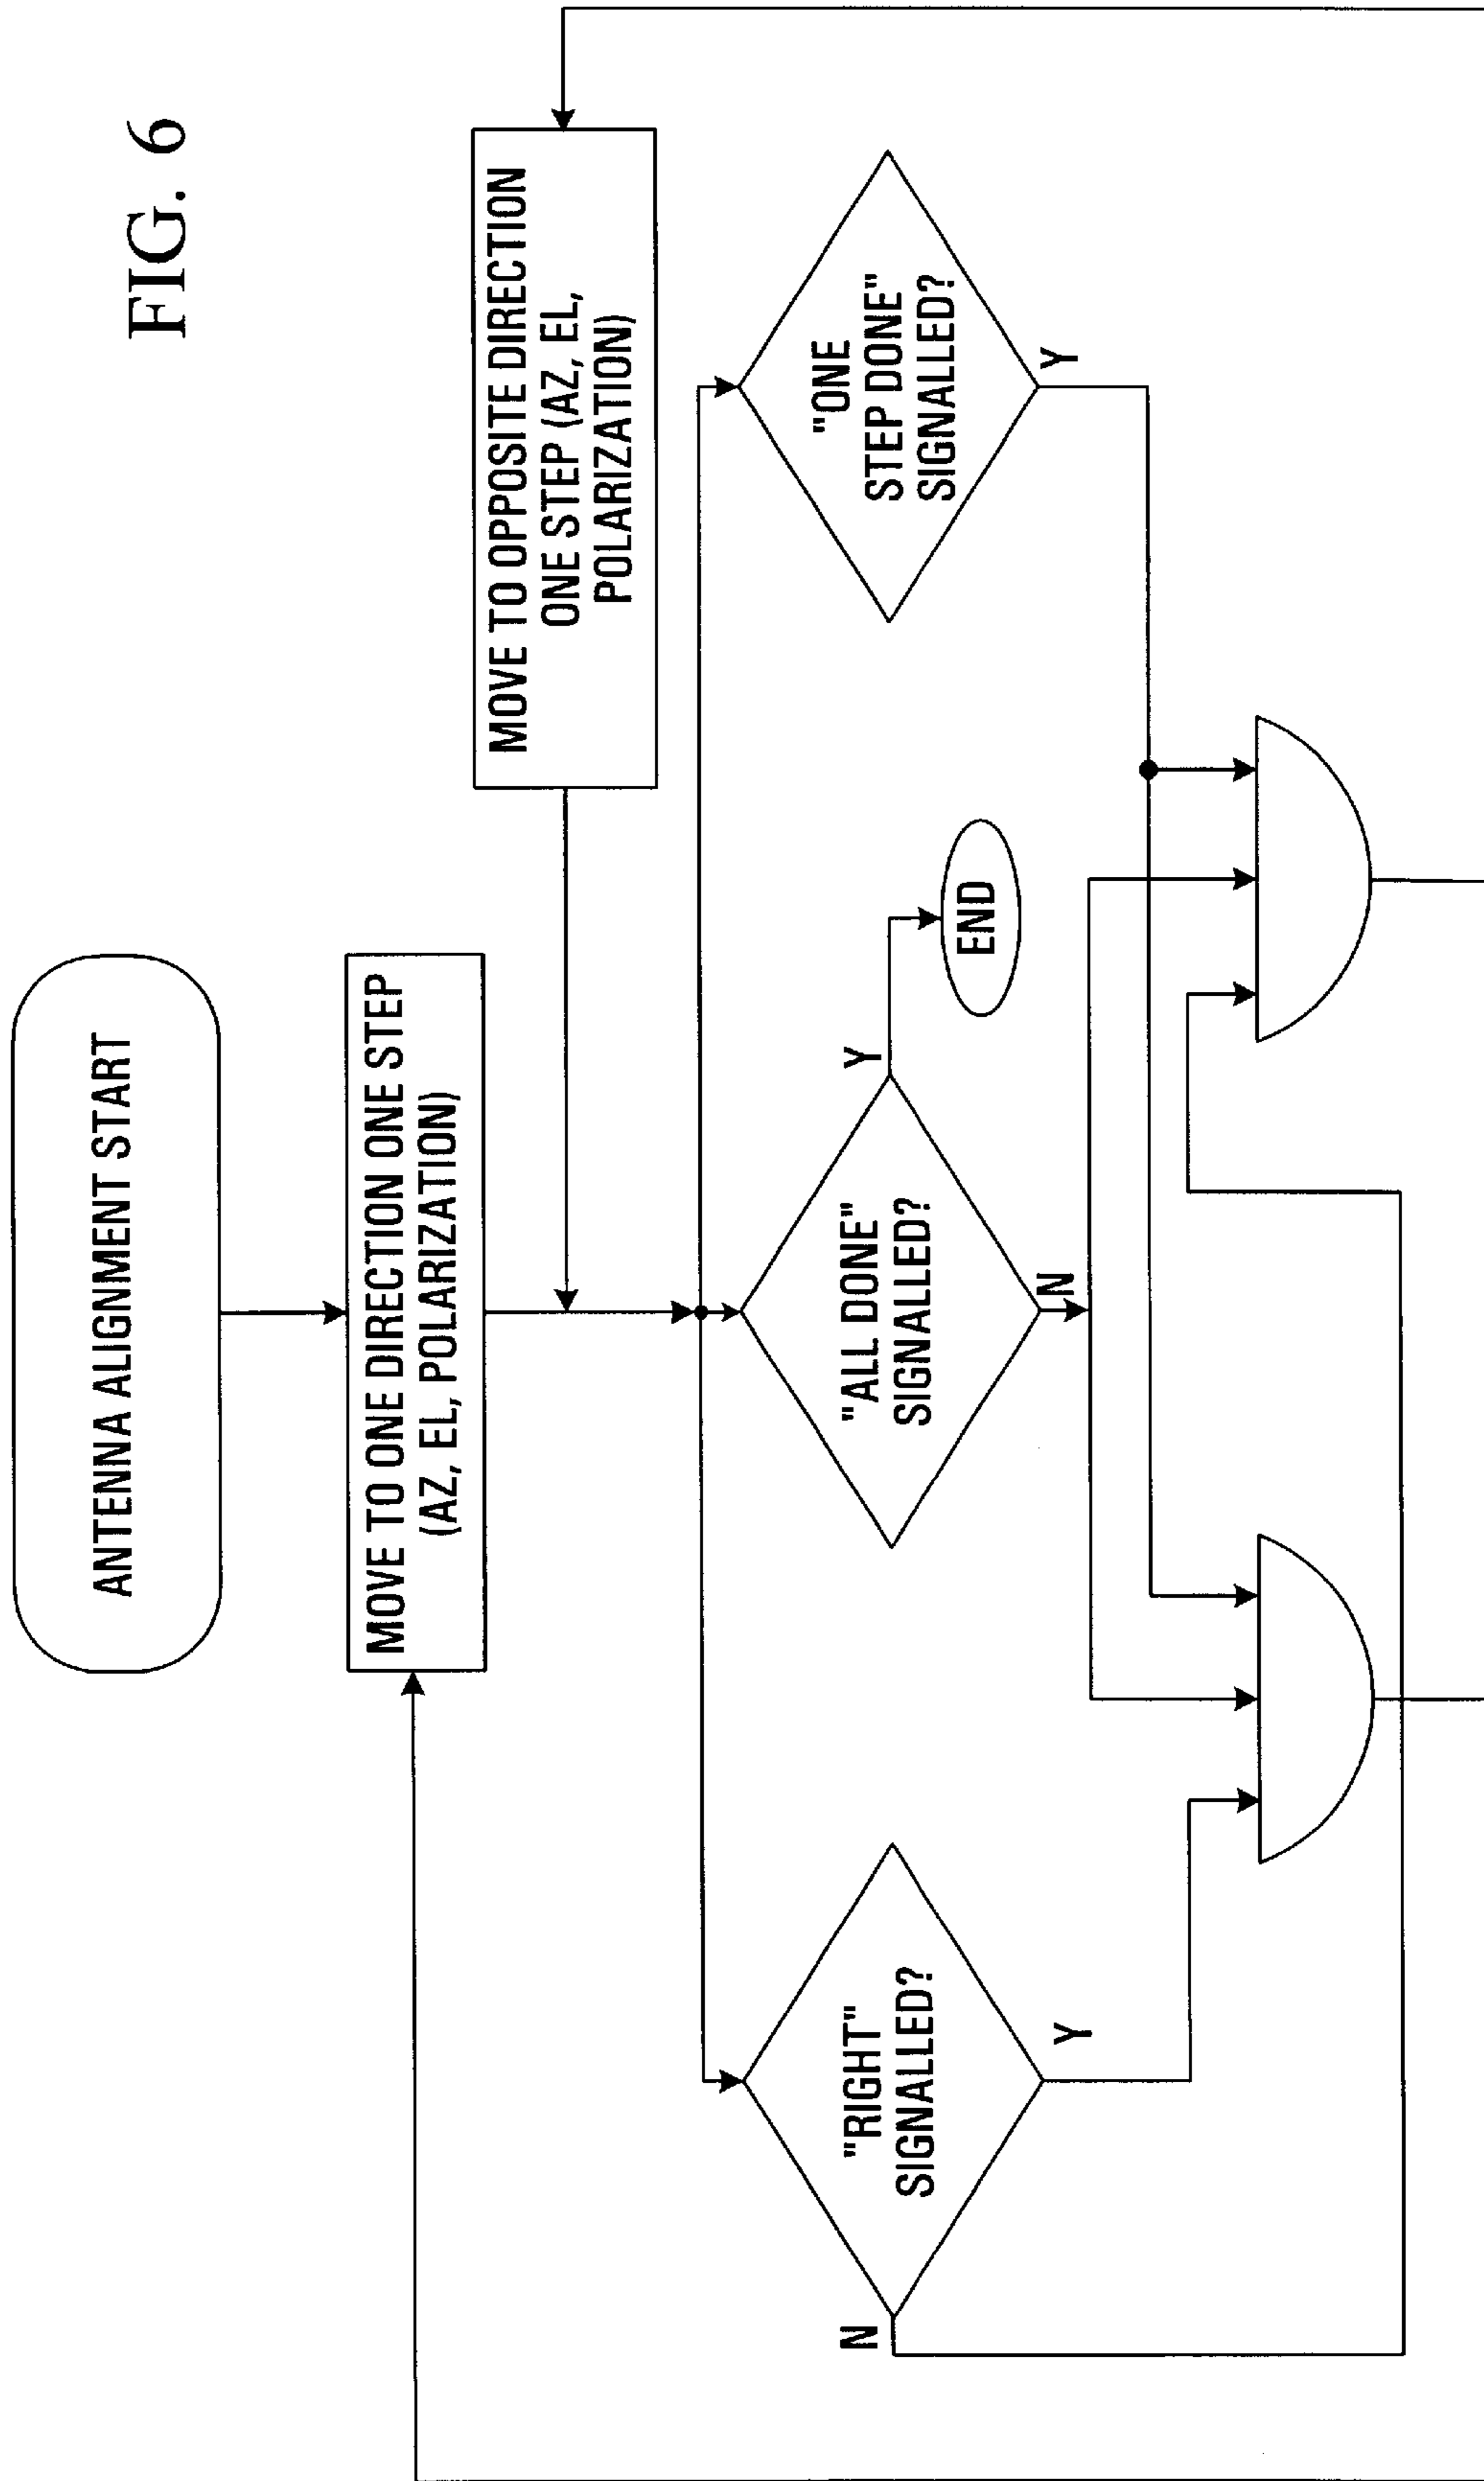 FIG. 6
ANTENNA ALIGNMENT START
MOVE TO ONE DIRECTION ONE STEP
(AZ, EL, POLARIZATION)
MOVE TO OPPOSITE DIRECTION
ONE STEP (AZ, EL,
POLARIZATION)
"RIGHT"
SIGNALLED?
N
Y
"ALL DONE"
SIGNALLED?
Y
N
END
"ONE
STEP DONE"
SIGNALLED?
Y